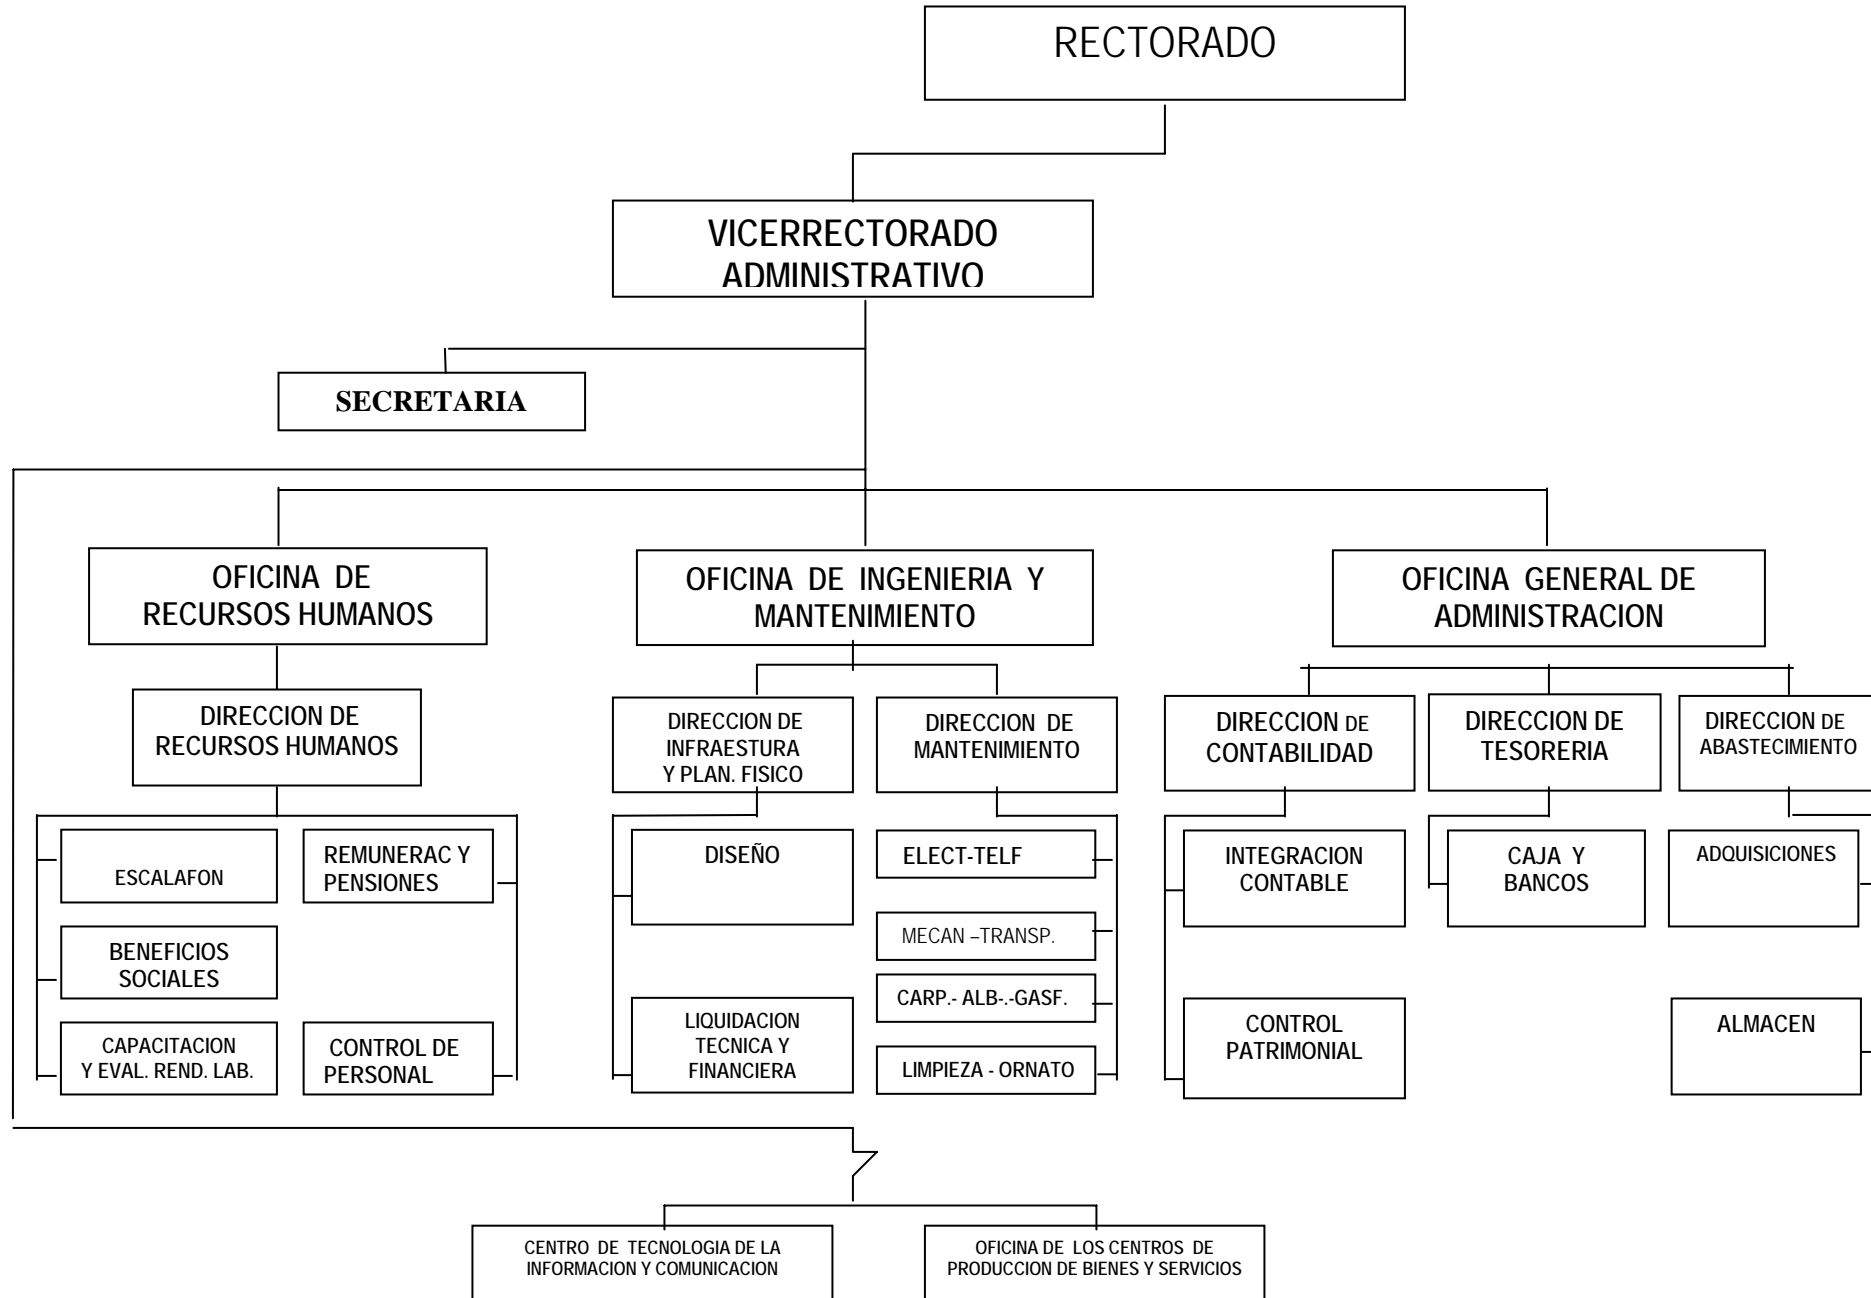 RECTORADO
VICERRECTORADO
ADMINISTRATIVO
SECRETARIA
OFICINA DE
RECURSOS HUMANOS
OFICINA DE INGENIERIA Y
MANTENIMIENTO
OFICINA GENERAL DE
ADMINISTRACION
DIRECCION DE
RECURSOS HUMANOS
DIRECCION DE
INFRAESTURA
Y PLAN. FISICO
DIRECCION DE
MANTENIMIENTO
DIRECCION DE
CONTABILIDAD
DIRECCION DE
TESORERIA
DIRECCION DE
ABASTECIMIENTO
ESCALAFON
REMUNERAC Y
PENSIONES
BENEFICIOS
SOCIALES
CAPACITACION
Y EVAL. REND. LAB.
CONTROL DE
PERSONAL
DISEÑO
LIQUIDACION
TECNICA Y
FINANCIERA
ELECT-TELF
MECAN –TRANSP.
CARP.- ALB-.-GASF.
LIMPIEZA - ORNATO
INTEGRACION
CONTABLE
CONTROL
PATRIMONIAL
CAJA Y
BANCOS
ADQUISICIONES
ALMACEN
CENTRO DE TECNOLOGIA DE LA
INFORMACION Y COMUNICACION
OFICINA DE LOS CENTROS DE
PRODUCCION DE BIENES Y SERVICIOS